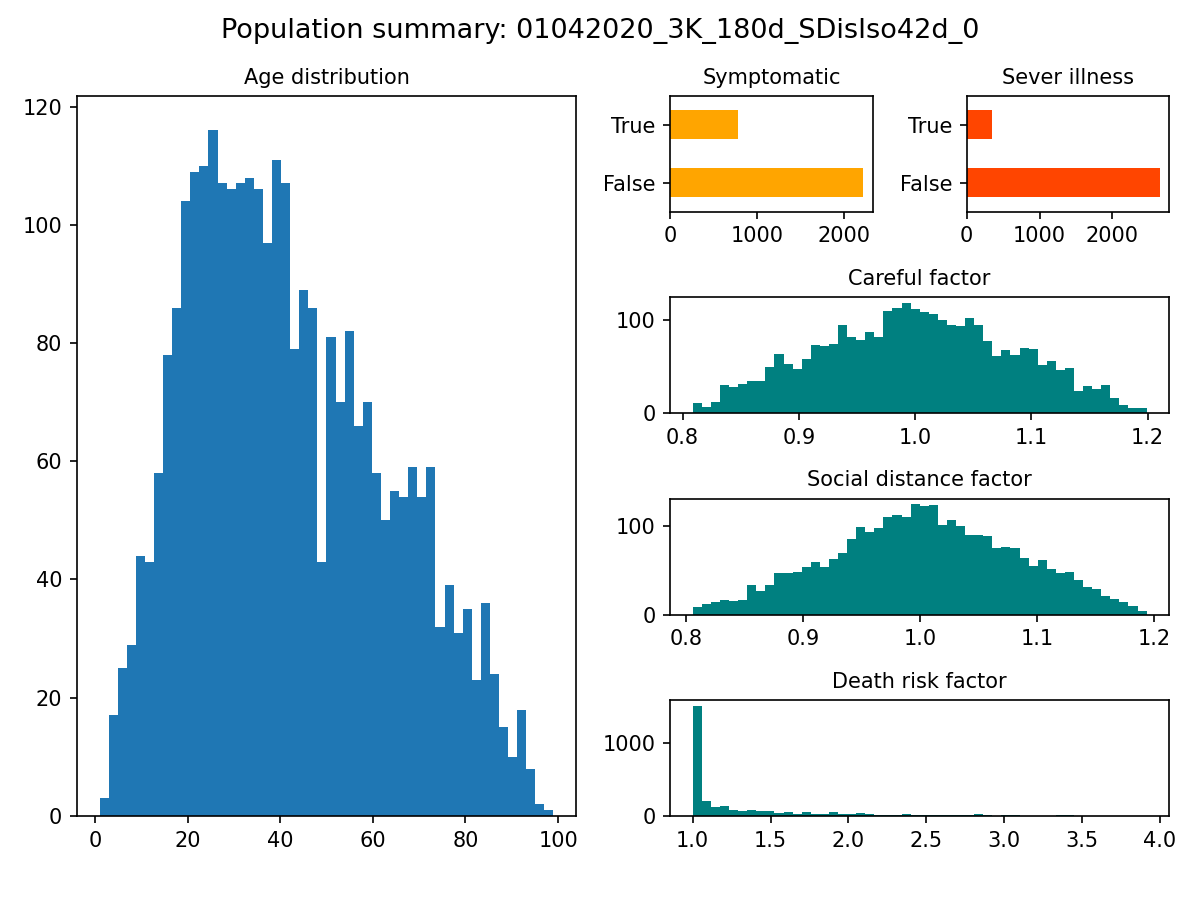 Population summary: 01042020_3K_180d_SDisIso42d_0
Age distribution
120
100
80
60
40
20
0
0 20 40 60 80 100
Symptomatic
True
False
0 1000 2000
Sever illness
True
False
0 1000 2000
Careful factor
100
0
0.8 0.9 1.0 1.1 1.2
Social distance factor
100
0
0.8 0.9 1.0 1.1 1.2
Death risk factor
1000
0
1.0 1.5 2.0 2.5 3.0 3.5 4.0